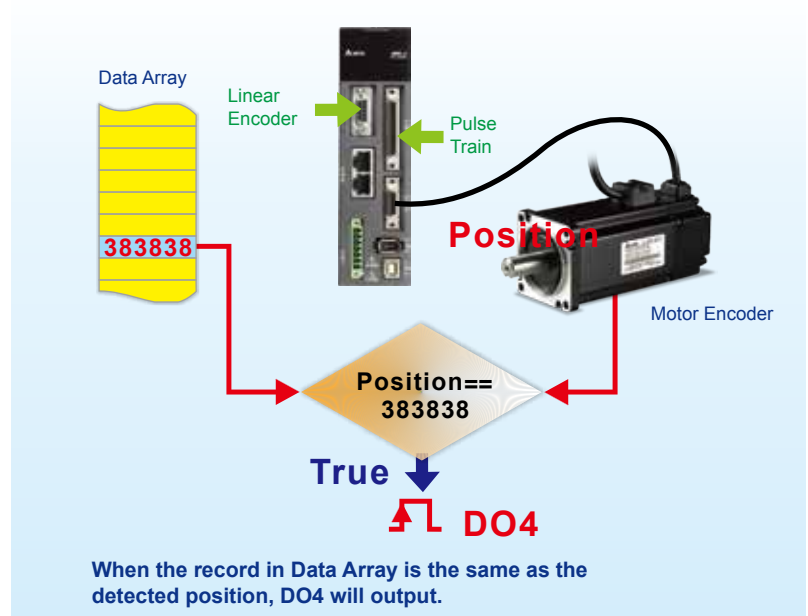 Data Array
Linear
Encoder
Pulse
Train
383838
Position
Motor Encoder
Position==
383838
True
DO4
When the record in Data Array is the same as the
detected position, DO4 will output.